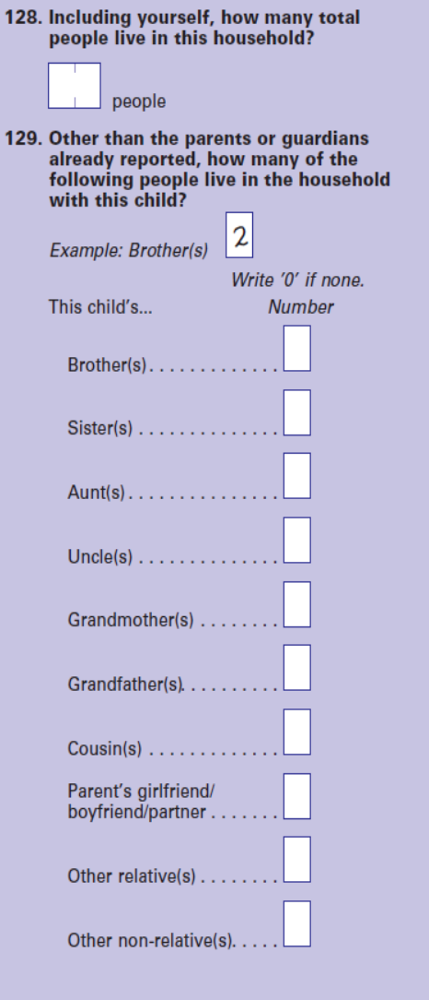 128. Including yourself, how many total
people live in this household?
people
129. Other than the parents or guardians
already reported, how many of the
following people live in the household
with this child?
Example: Brother(s) 2
Write '0' if none.
This child's... Number
Brother(s). . . . . . . . . . . . .
Sister(s) . . . . . . . . . . . . . .
Aunt(s). . . . . . . . . . . . . . .
Uncle(s) . . . . . . . . . . . . . .
Grandmother(s) . . . . . . . .
Grandfather(s). . . . . . . . . .
Cousin(s) . . . . . . . . . . . . .
Parent's girlfriend/
boyfriend/partner . . . . . . .
Other relative(s) . . . . . . . .
Other non-relative(s). . . . .